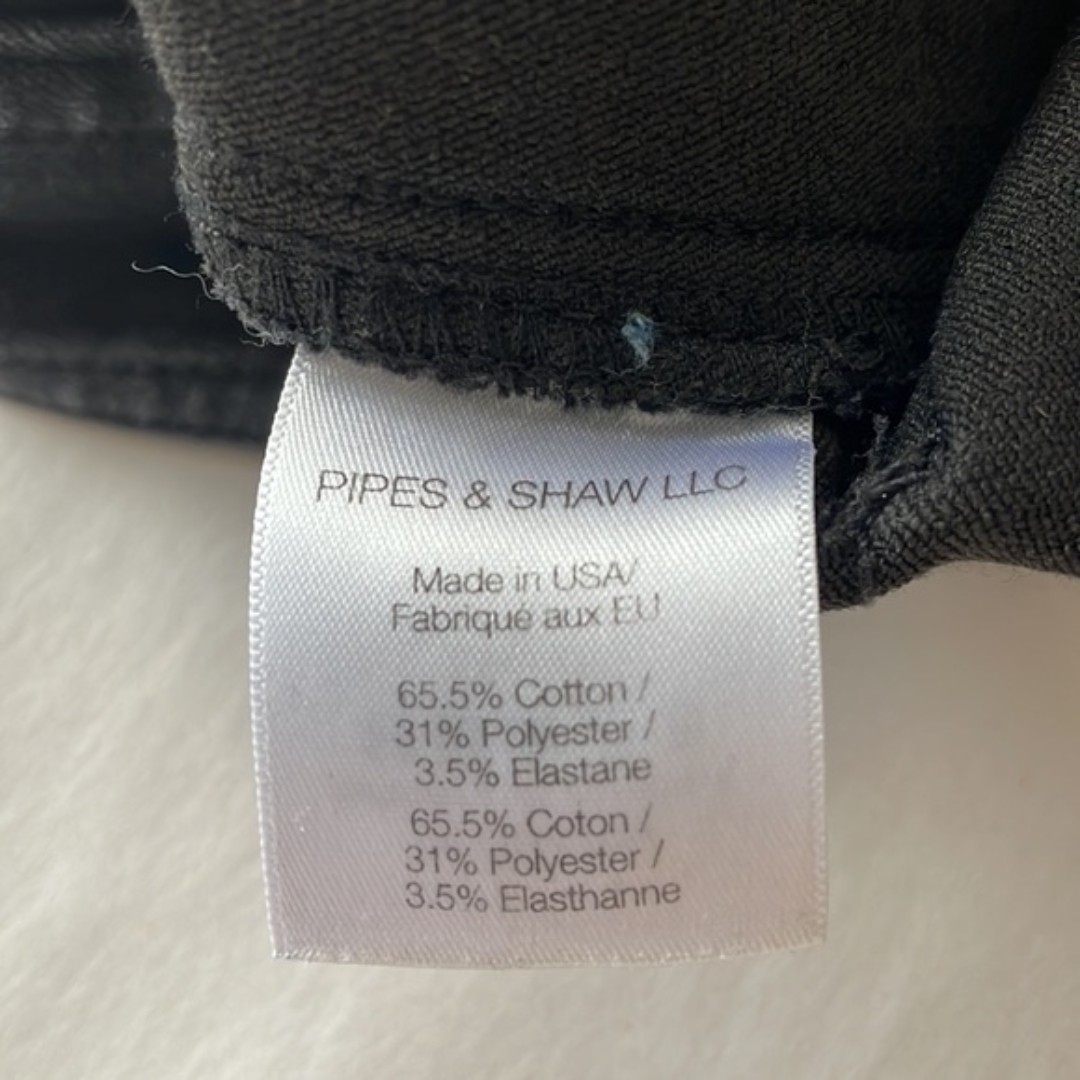 PIPES & SHAW LLC
Made in USA/
Fabriqué aux EU
65.5% Cotton /
31% Polyester /
3.5% Elastane
65.5% Coton /
31% Polyester /
3.5% Elasthanne